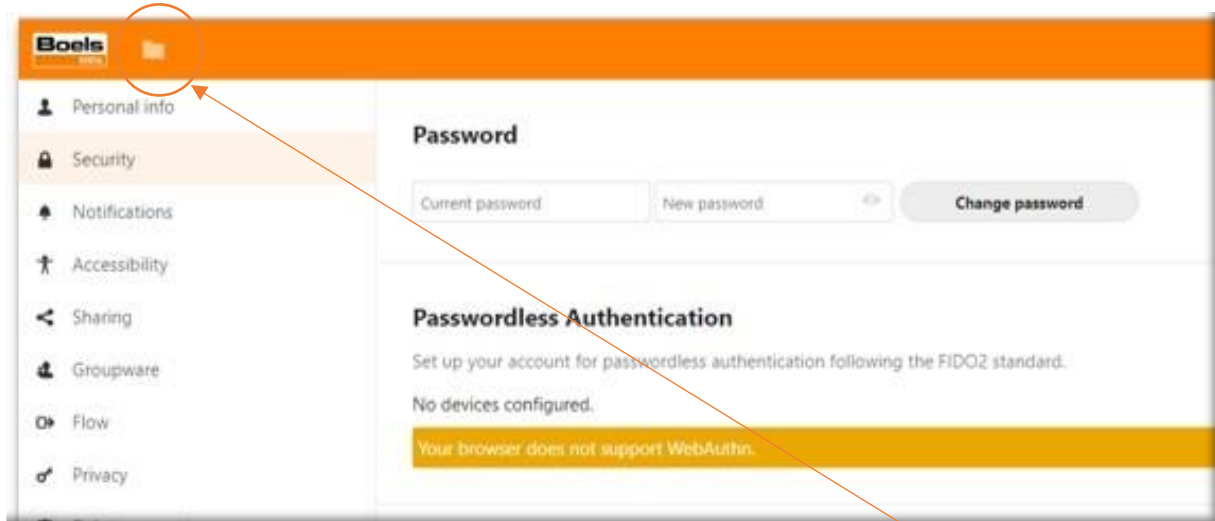 Boels
Personal info
Security
Notifications
Accessibility
Sharing
Groupware
Flow
Privacy
Password
Current password New password Change password
Passwordless Authentication
Set up your account for passwordless authentication following the FIDO2 standard.
No devices configured.
Your browser does not support WebAuthn.